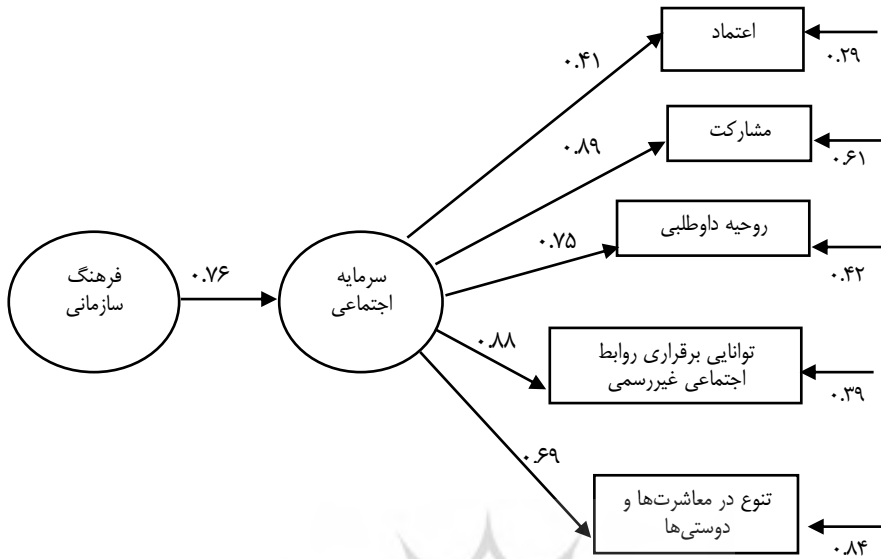 اعتماد
۰.۴۱
۰.۲۹
مشارکت
۰.۸۹
۰.۶۱
روحیه داوطلبی
۰.۷۵
۰.۴۲
فرهنگ
سازمانی
۰.۷۶
سرمایه
اجتماعی
۰.۸۸
توانایی برقراری روابط
اجتماعی غیررسمی
۰.۳۹
۰.۶۹
تنوع در معاشرت‌ها و
دوستی‌ها
۰.۸۴